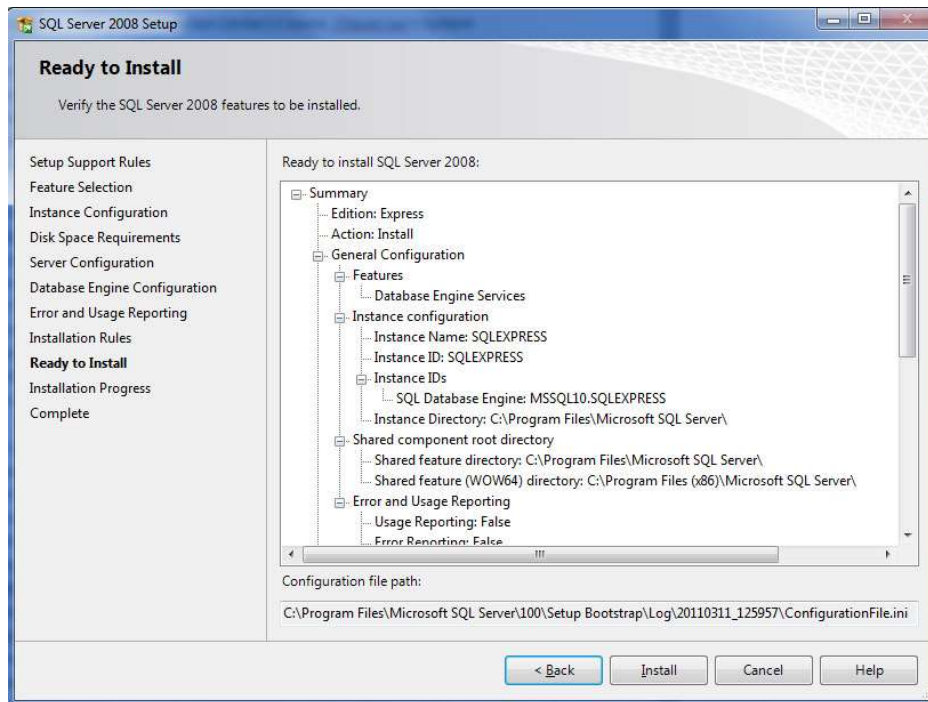 SQL Server 2008 Setup
Ready to Install
Verify the SQL Server 2008 features to be installed.
Setup Support Rules
Feature Selection
Instance Configuration
Disk Space Requirements
Server Configuration
Database Engine Configuration
Error and Usage Reporting
Installation Rules
Ready to Install
Installation Progress
Complete
Ready to install SQL Server 2008:
Summary
Edition: Express
Action: Install
General Configuration
Features
Database Engine Services
Instance configuration
Instance Name: SQLEXPRESS
Instance ID: SQLEXPRESS
Instance IDs
SQL Database Engine: MSSQL10.SQLEXPRESS
Instance Directory: C:\Program Files\Microsoft SQL Server\
Shared component root directory
Shared feature directory: C:\Program Files\Microsoft SQL Server\
Shared feature (WOW64) directory: C:\Program Files (x86)\Microsoft SQL Server\
Error and Usage Reporting
Usage Reporting: False
Error Reporting: False
Configuration file path:
C:\Program Files\Microsoft SQL Server\100\Setup Bootstrap\Log\20110311_125957\ConfigurationFile.ini
< Back
Install
Cancel
Help